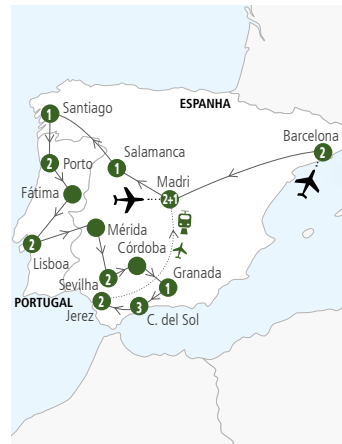 1 Santiago
ESPANHA
Barcelona
2
2 Porto
Salamanca
1
Madri
2+1
Fátima
2
Lisboa
Mérida
Córdoba
Granada
1
Sevilha
2
PORTUGAL
2
Jerez
3
C. del Sol